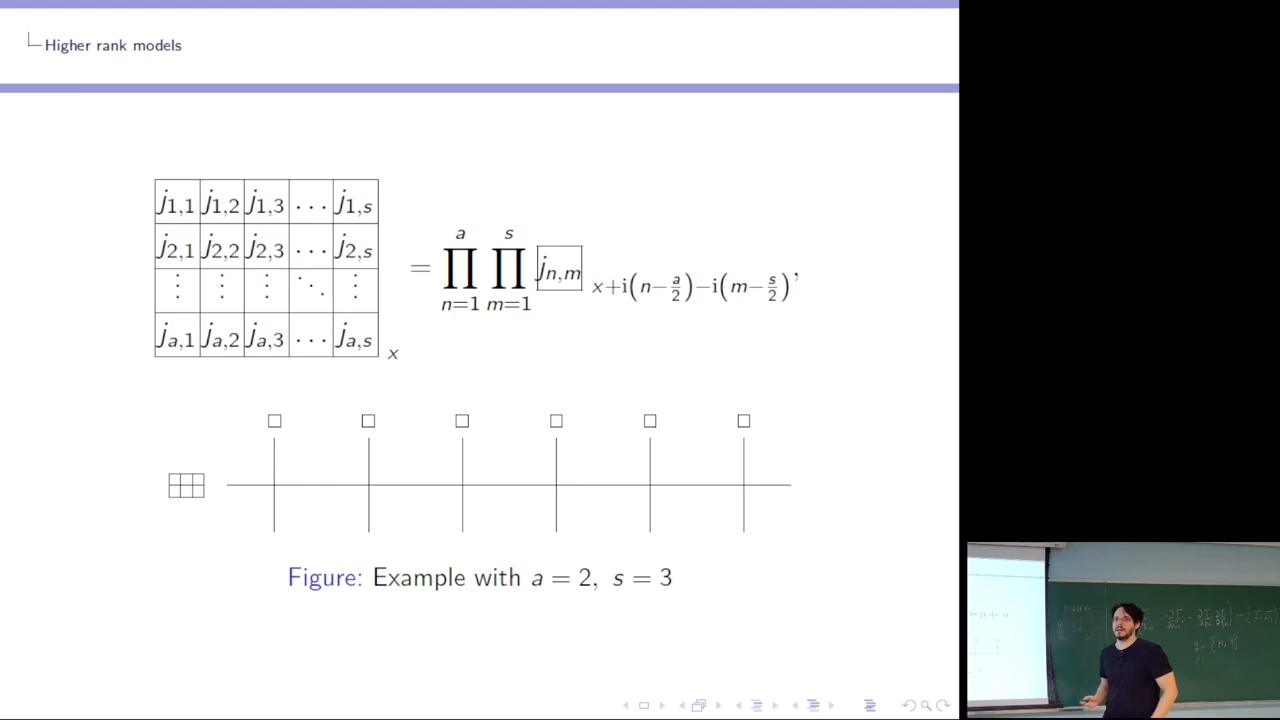 Higher rank models
j1,1 j1,2 j1,3 ··· j1,s
j2,1 j2,2 j2,3 ··· j2,s
⋮ ⋮ ⋮ ⋱ ⋮
ja,1 ja,2 ja,3 ··· ja,s
x
= ∏_{n=1}^{a} ∏_{m=1}^{s} j_{n,m} _{x+i(n−a/2)−i(m−s/2)},
Figure: Example with a = 2, s = 3